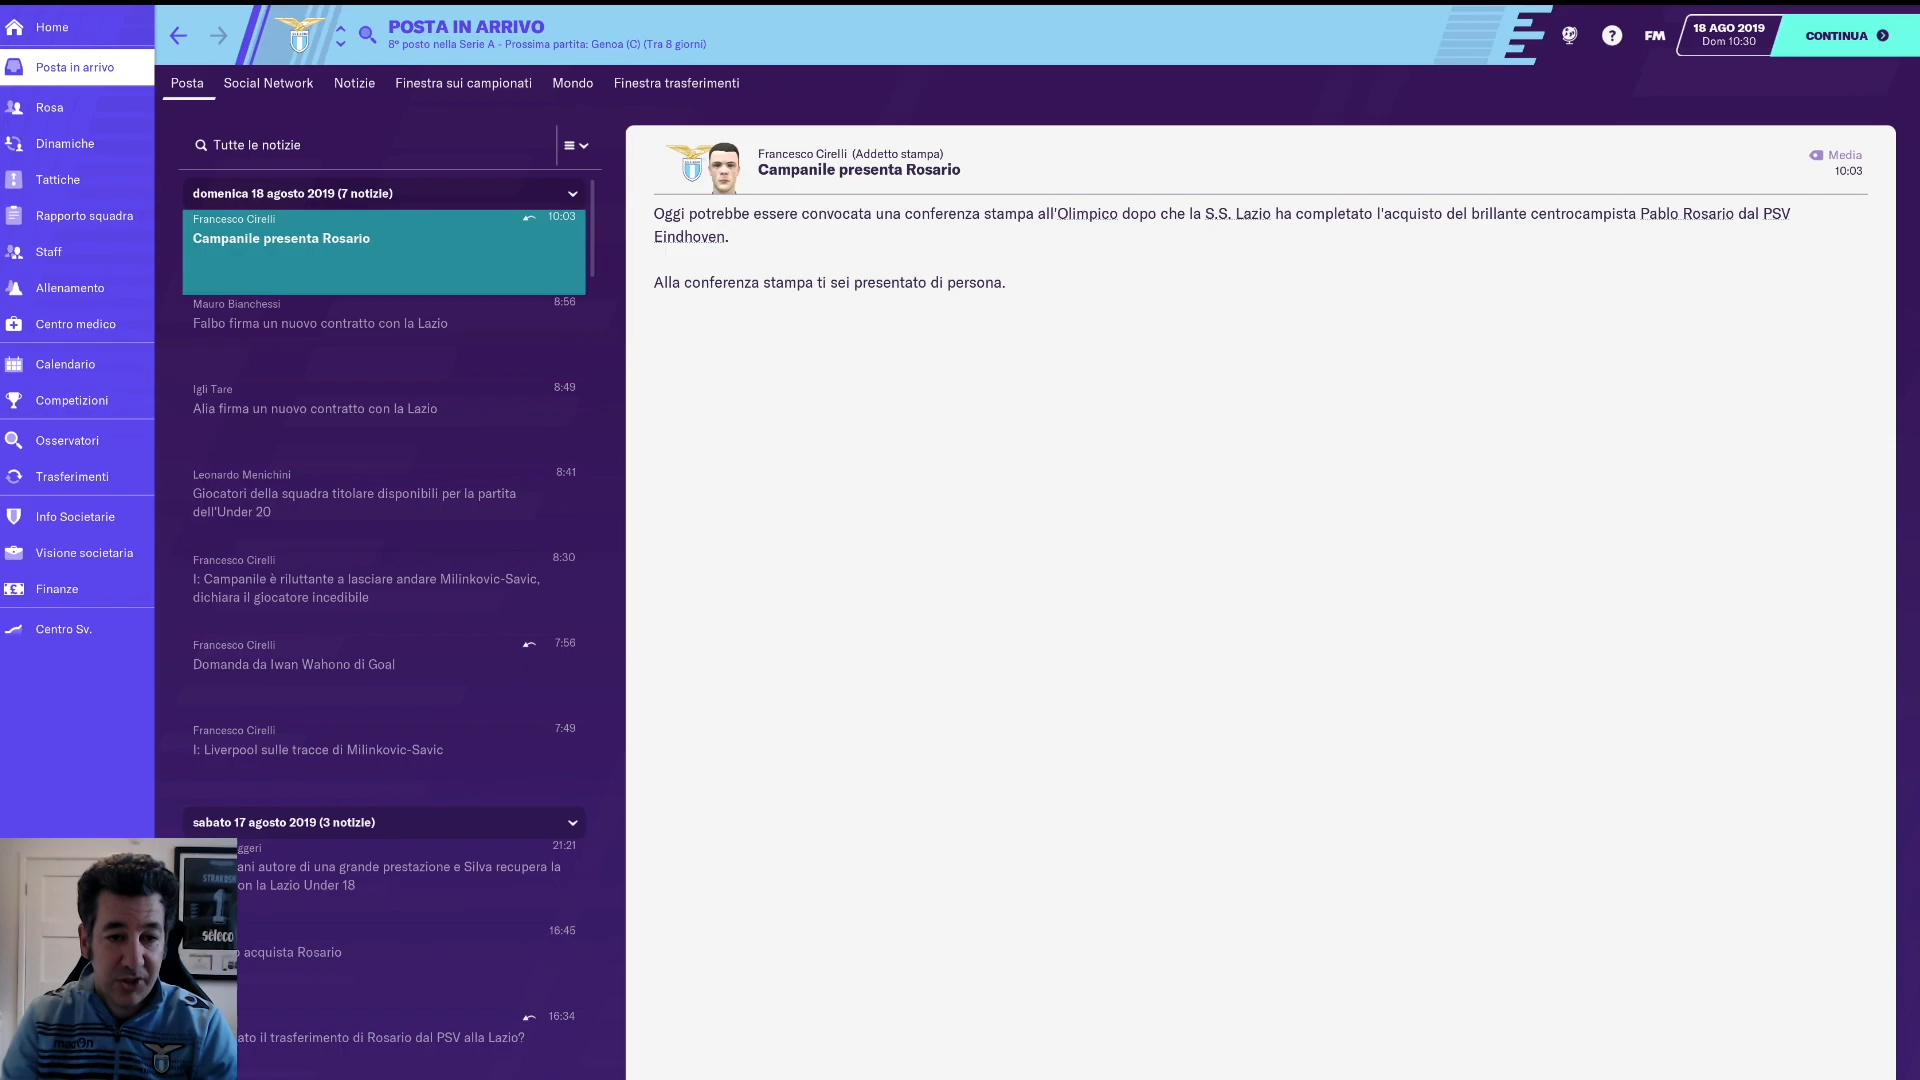 Home
Posta in arrivo
Rosa
Dinamiche
Tattiche
Rapporto squadra
Staff
Allenamento
Centro medico
Calendario
Competizioni
Osservatori
Trasferimenti
Info Societarie
Visione societaria
Finanze
Centro Sv.
POSTA IN ARRIVO
8° posto nella Serie A - Prossima partita: Genoa (C) (Tra 8 giorni)
FM
18 AGO 2019
Dom 10:30
CONTINUA
Posta Social Network Notizie Finestra sui campionati Mondo Finestra trasferimenti
Tutte le notizie
domenica 18 agosto 2019 (7 notizie)
Francesco Cirelli 10:03
Campanile presenta Rosario
Mauro Bianchessi 8:56
Falbo firma un nuovo contratto con la Lazio
Igli Tare 8:49
Alia firma un nuovo contratto con la Lazio
Leonardo Menichini 8:41
Giocatori della squadra titolare disponibili per la partita
dell'Under 20
Francesco Cirelli 8:30
I: Campanile è riluttante a lasciare andare Milinkovic-Savic,
dichiara il giocatore incedibile
Francesco Cirelli 7:56
Domanda da Iwan Wahono di Goal
Francesco Cirelli 7:49
I: Liverpool sulle tracce di Milinkovic-Savic
sabato 17 agosto 2019 (3 notizie)
ggeri 21:21
ani autore di una grande prestazione e Silva recupera la
on la Lazio Under 18
16:45
o acquista Rosario
16:34
ato il trasferimento di Rosario dal PSV alla Lazio?
Francesco Cirelli (Addetto stampa)
Campanile presenta Rosario
Media
10:03
Oggi potrebbe essere convocata una conferenza stampa all'Olimpico dopo che la S.S. Lazio ha completato l'acquisto del brillante centrocampista Pablo Rosario dal PSV
Eindhoven.
Alla conferenza stampa ti sei presentato di persona.
STRAKOSH
1
séleco
macron